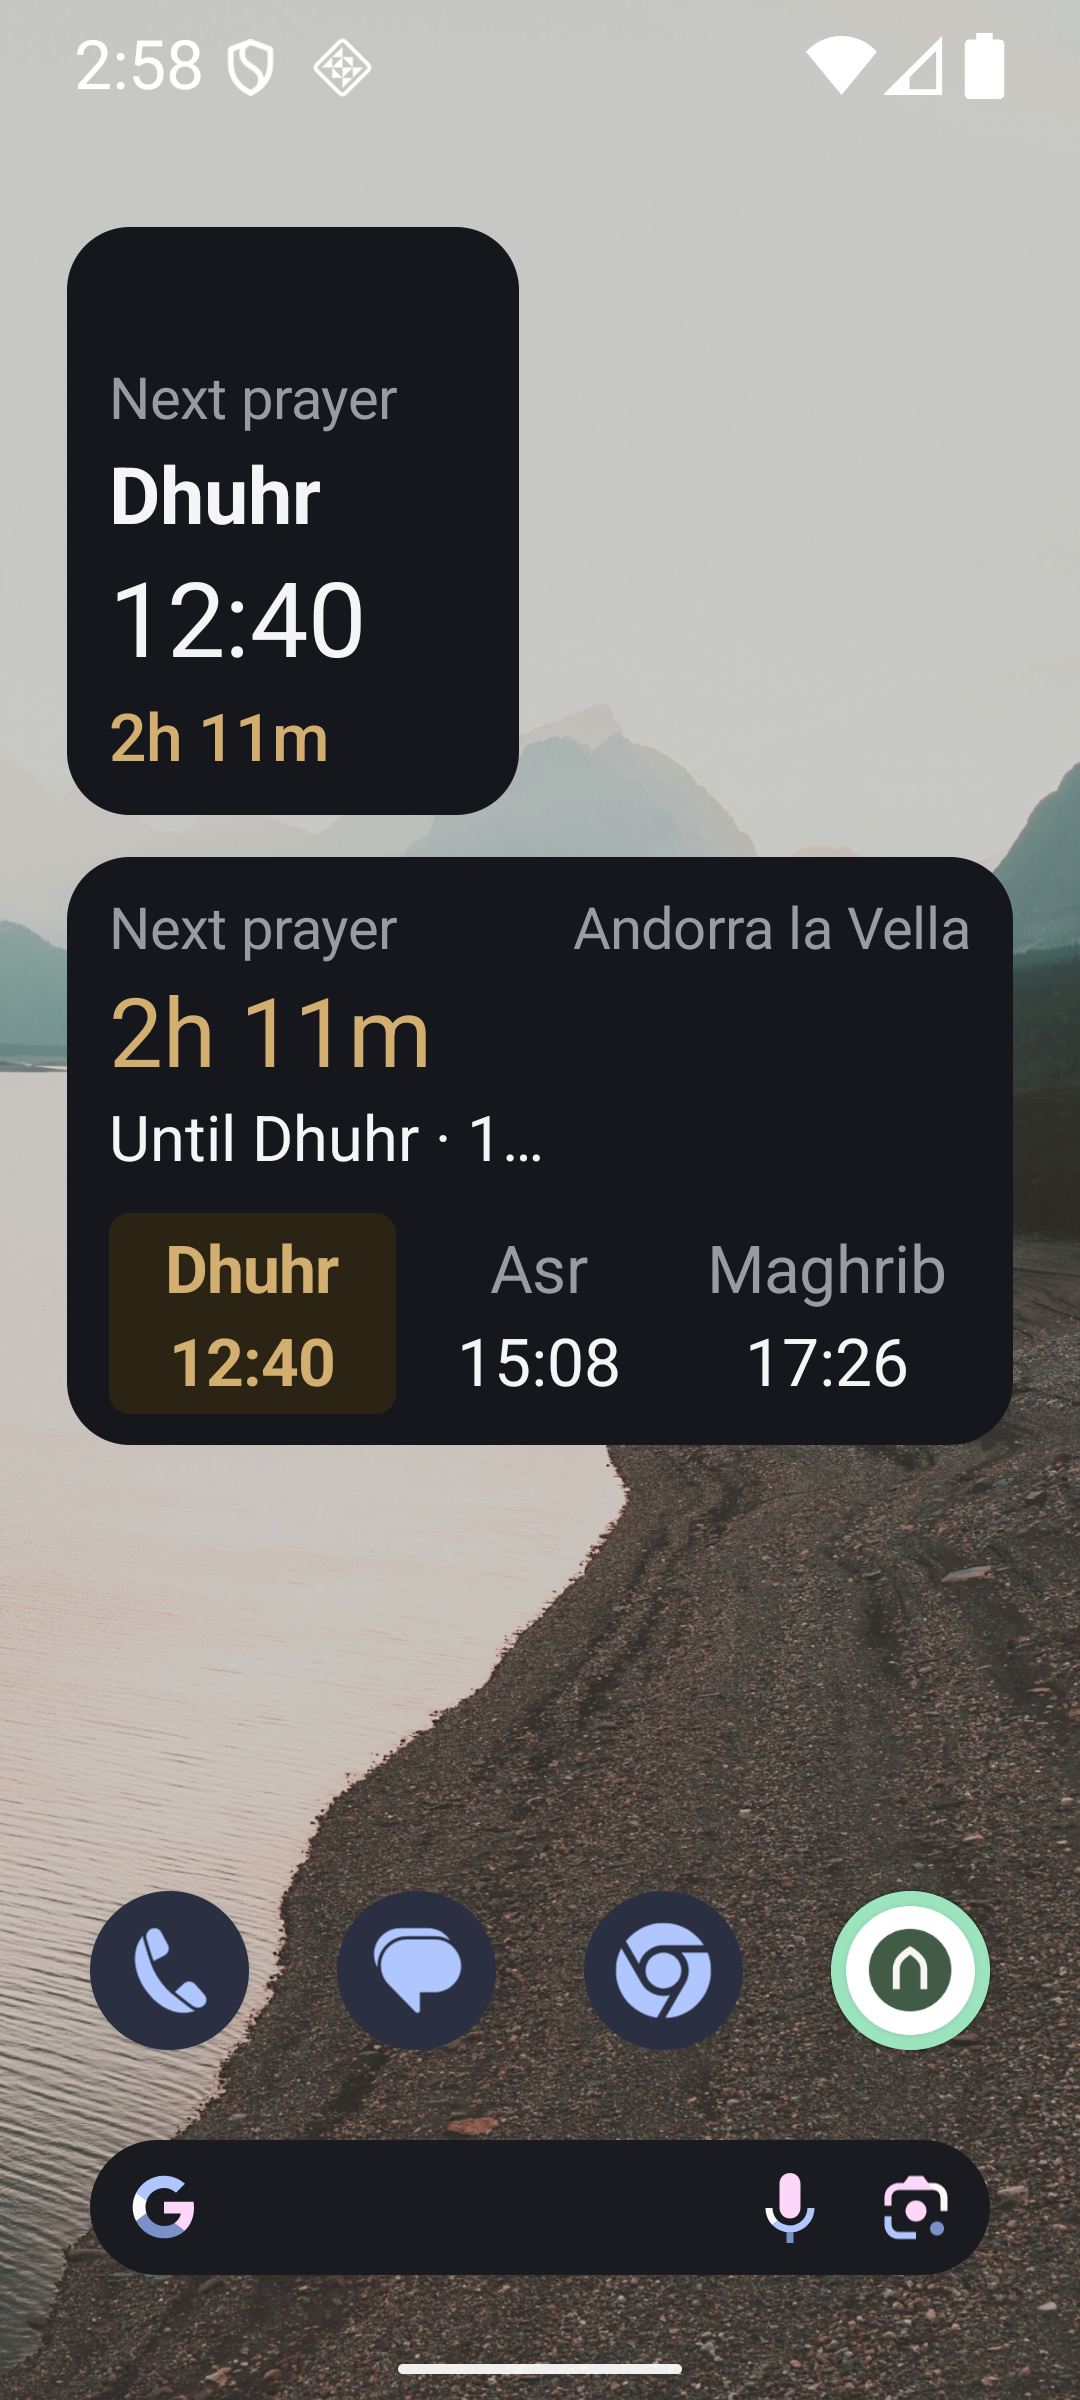 2:58
Next prayer
Dhuhr
12:40
2h 11m
Next prayer Andorra la Vella
2h 11m
Until Dhuhr · 1…
Dhuhr Asr Maghrib
12:40 15:08 17:26